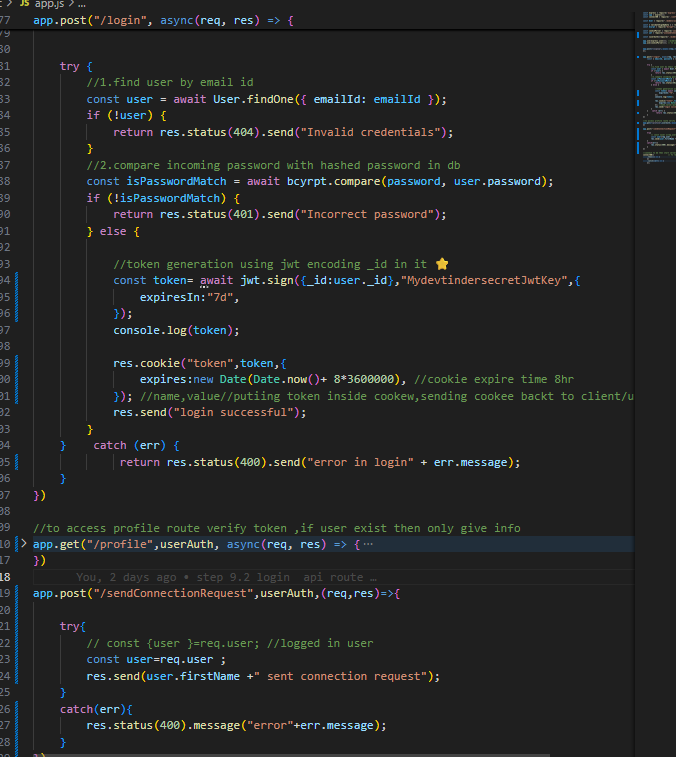 JS app.js > ...
77 app.post("/login", async(req, res) => {
79
80
81 try {
82 //1.find user by email id
83 const user = await User.findOne({ emailId: emailId });
84 if (!user) {
85 return res.status(404).send("Invalid credentials");
86 }
87 //2.compare incoming password with hashed password in db
88 const isPasswordMatch = await bcyrpt.compare(password, user.password);
89 if (!isPasswordMatch) {
90 return res.status(401).send("Incorrect password");
91 } else {
92
93 //token generation using jwt encoding _id in it ⭐
94 const token= await jwt.sign({_id:user._id},"MydevtindersecretJwtKey",{
95 expiresIn:"7d",
96 });
97 console.log(token);
98
99 res.cookie("token",token,{
00 expires:new Date(Date.now()+ 8*3600000), //cookie expire time 8hr
01 }); //name,value//putiing token inside cookew,sending cookee backt to client/u
02 res.send("login successful");
03 }
04 } catch (err) {
05 return res.status(400).send("error in login" + err.message);
06 }
07 })
08
09 //to access profile route verify token ,if user exist then only give info
10 app.get("/profile",userAuth, async(req, res) => { ...
17 })
18 You, 2 days ago • step 9.2 login api route …
19 app.post("/sendConnectionRequest",userAuth,(req,res)=>{
20
21 try{
22 // const {user }=req.user; //logged in user
23 const user=req.user ;
24 res.send(user.firstName +" sent connection request");
25 }
26 catch(err){
27 res.status(400).message("error"+err.message);
28 }